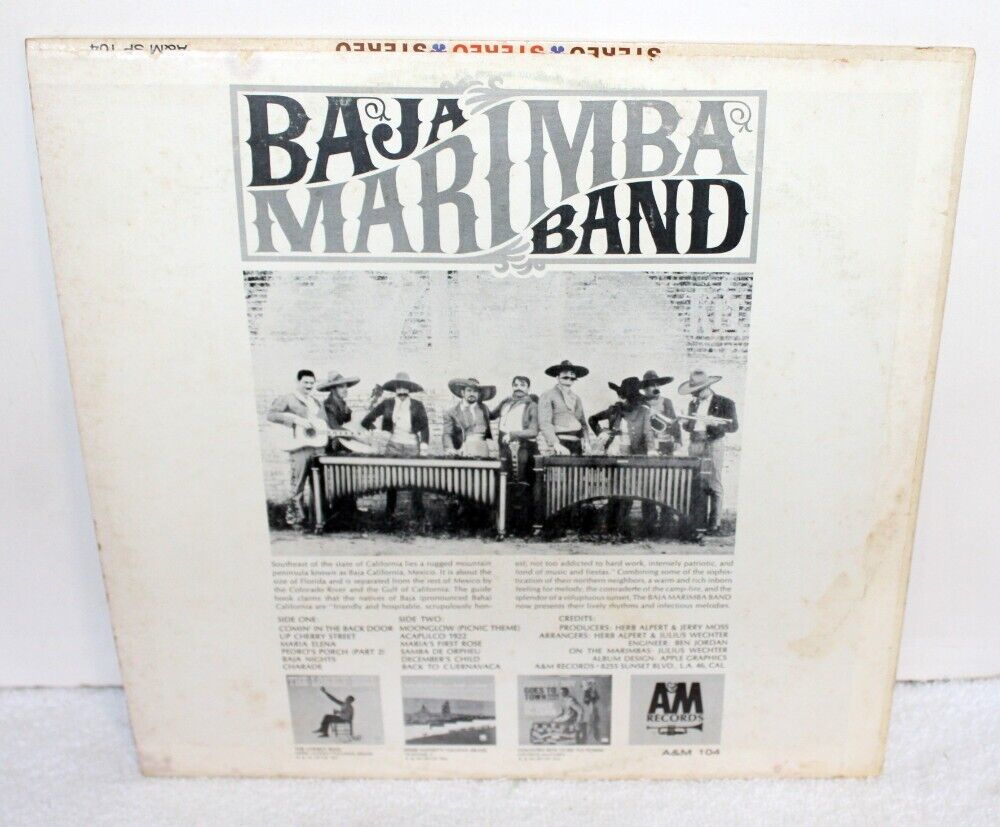 A&M SP 104
STEREO STEREO STEREO
BAJA
MARIMBA
BAND
Southeast of the state of California lies a rugged mountain
peninsula known as Baja California, Mexico. It is about the
size of Florida and is separated from the rest of Mexico by
the Colorado River and the Gulf of California. The guide
book claims that the natives of Baja (pronounced Baha)
California are "friendly and hospitable, scrupulously hon-
est, not too addicted to hard work, intensely patriotic, and
fond of music and fiestas." Combining some of the sophis-
tication of their northern neighbors, a warm and rich inborn
feeling for melody, the comraderie of the camp-fire, and the
splendor of a voluptuous sunset, The BAJA MARIMBA BAND
now presents their lively rhythms and infectious melodies.
SIDE ONE:
COMIN' IN THE BACK DOOR
UP CHERRY STREET
MARIA ELENA
PEDRO'S PORCH (PART 2)
BAJA NIGHTS
CHARADE
SIDE TWO:
MOONGLOW (PICNIC THEME)
ACAPULCO 1922
MARIA'S FIRST ROSE
SAMBA DE ORPHEU
DECEMBER'S CHILD
BACK TO CUERNAVACA
CREDITS:
PRODUCERS: HERB ALPERT & JERRY MOSS
ARRANGERS: HERB ALPERT & JULIUS WECHTER
ENGINEER: BEN JORDAN
ON THE MARIMBAS: JULIUS WECHTER
ALBUM DESIGN: APPLE GRAPHICS
A&M RECORDS • 8255 SUNSET BLVD., L.A. 46, CAL.
GOES TO
TOWN
A&M
RECORDS
A&M 104